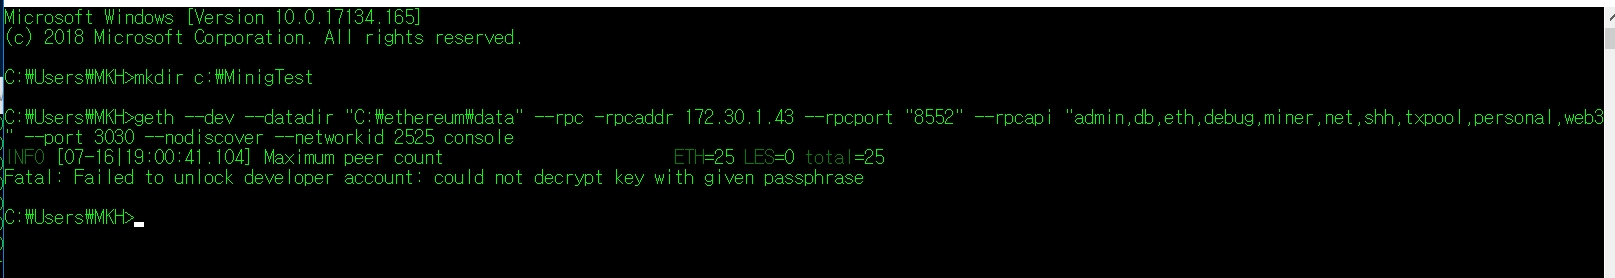 Microsoft Windows [Version 10.0.17134.165]
(c) 2018 Microsoft Corporation. All rights reserved.
C:₩Users₩MKH>mkdir c:₩MinigTest
C:₩Users₩MKH>geth --dev --datadir "C:₩ethereum₩data" --rpc -rpcaddr 172.30.1.43 --rpcport "8552" --rpcapi "admin,db,eth,debug,miner,net,shh,txpool,personal,web3
" --port 3030 --nodiscover --networkid 2525 console
INFO [07-16|19:00:41.104] Maximum peer count ETH=25 LES=0 total=25
Fatal: Failed to unlock developer account: could not decrypt key with given passphrase
C:₩Users₩MKH>